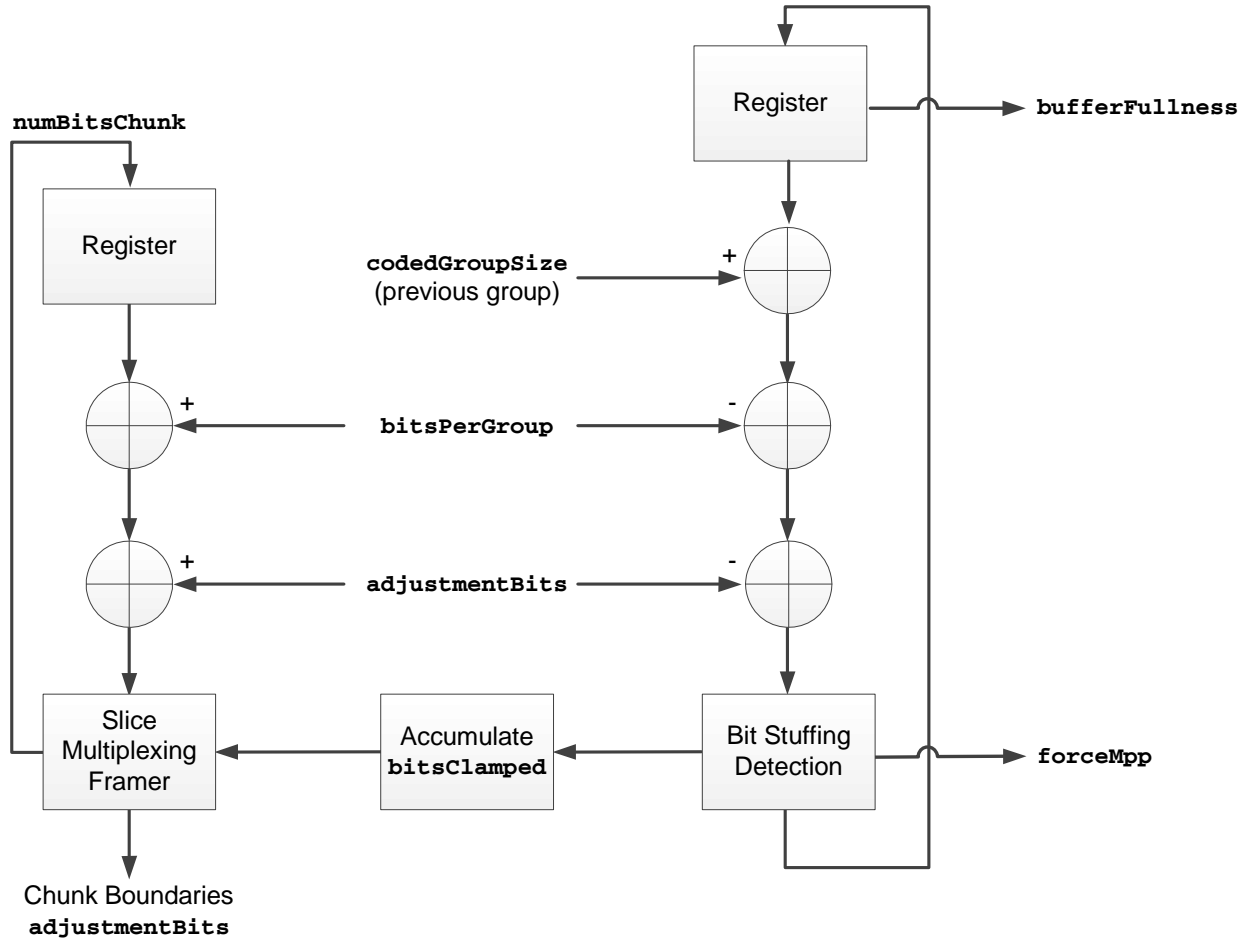 Register
bufferFullness
numBitsChunk
Register
codedGroupSize
(previous group)
+
+
bitsPerGroup
-
+
adjustmentBits
-
Slice
Multiplexing
Framer
Accumulate
bitsClamped
Bit Stuffing
Detection
forceMpp
Chunk Boundaries
adjustmentBits